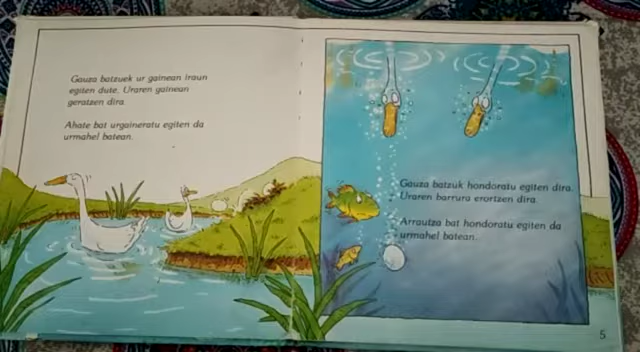 Gauza batzuek ur gainean iraun
egiten dute. Uraren gainean
geratzen dira.
Ahate bat urgaineratu egiten da
urmahel batean.
Gauza batzuk hondoratu egiten dira.
Uraren barrura erortzen dira.
Arrautza bat hondoratu egiten da
urmahel batean.
5